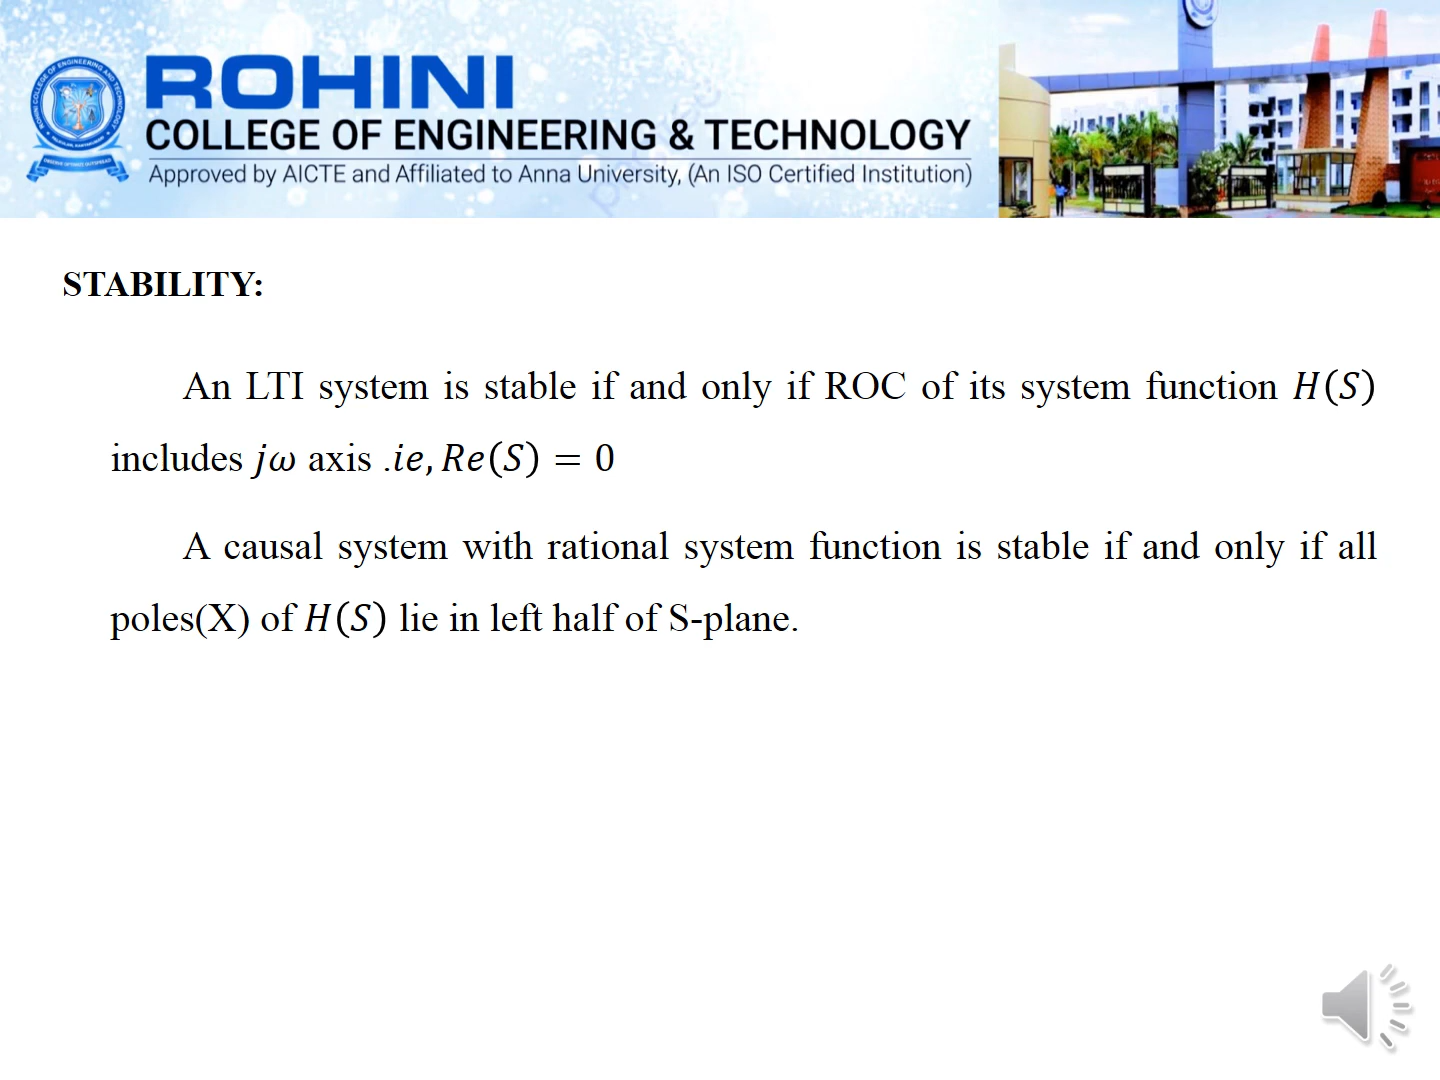 ROHINI
COLLEGE OF ENGINEERING & TECHNOLOGY
Approved by AICTE and Affiliated to Anna University, (An ISO Certified Institution)
STABILITY:
An LTI system is stable if and only if ROC of its system function H(S)
includes jω axis .ie, Re(S) = 0
A causal system with rational system function is stable if and only if all
poles(X) of H(S) lie in left half of S-plane.